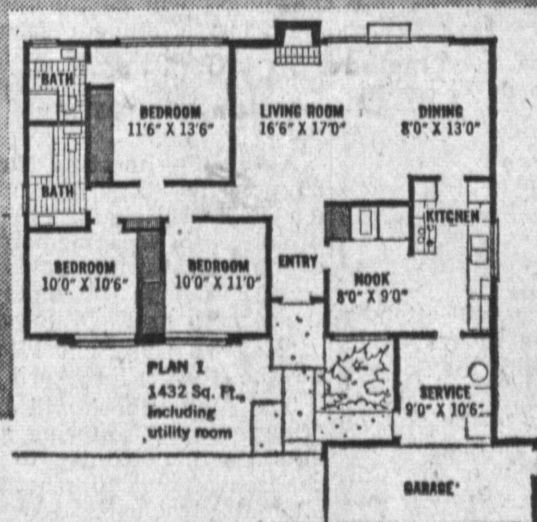 BATH
BEDROOM
11'6" X 13'6"
LIVING ROOM
16'6" X 17'0"
DINING
8'0" X 13'0"
BATH
KITCHEN
BEDROOM
10'0" X 10'6"
BEDROOM
10'0" X 11'0"
ENTRY
NOOK
8'0" X 9'0"
PLAN 1
1432 Sq. Ft.,
including
utility room
SERVICE
9'0" X 10'6"
GARAGE